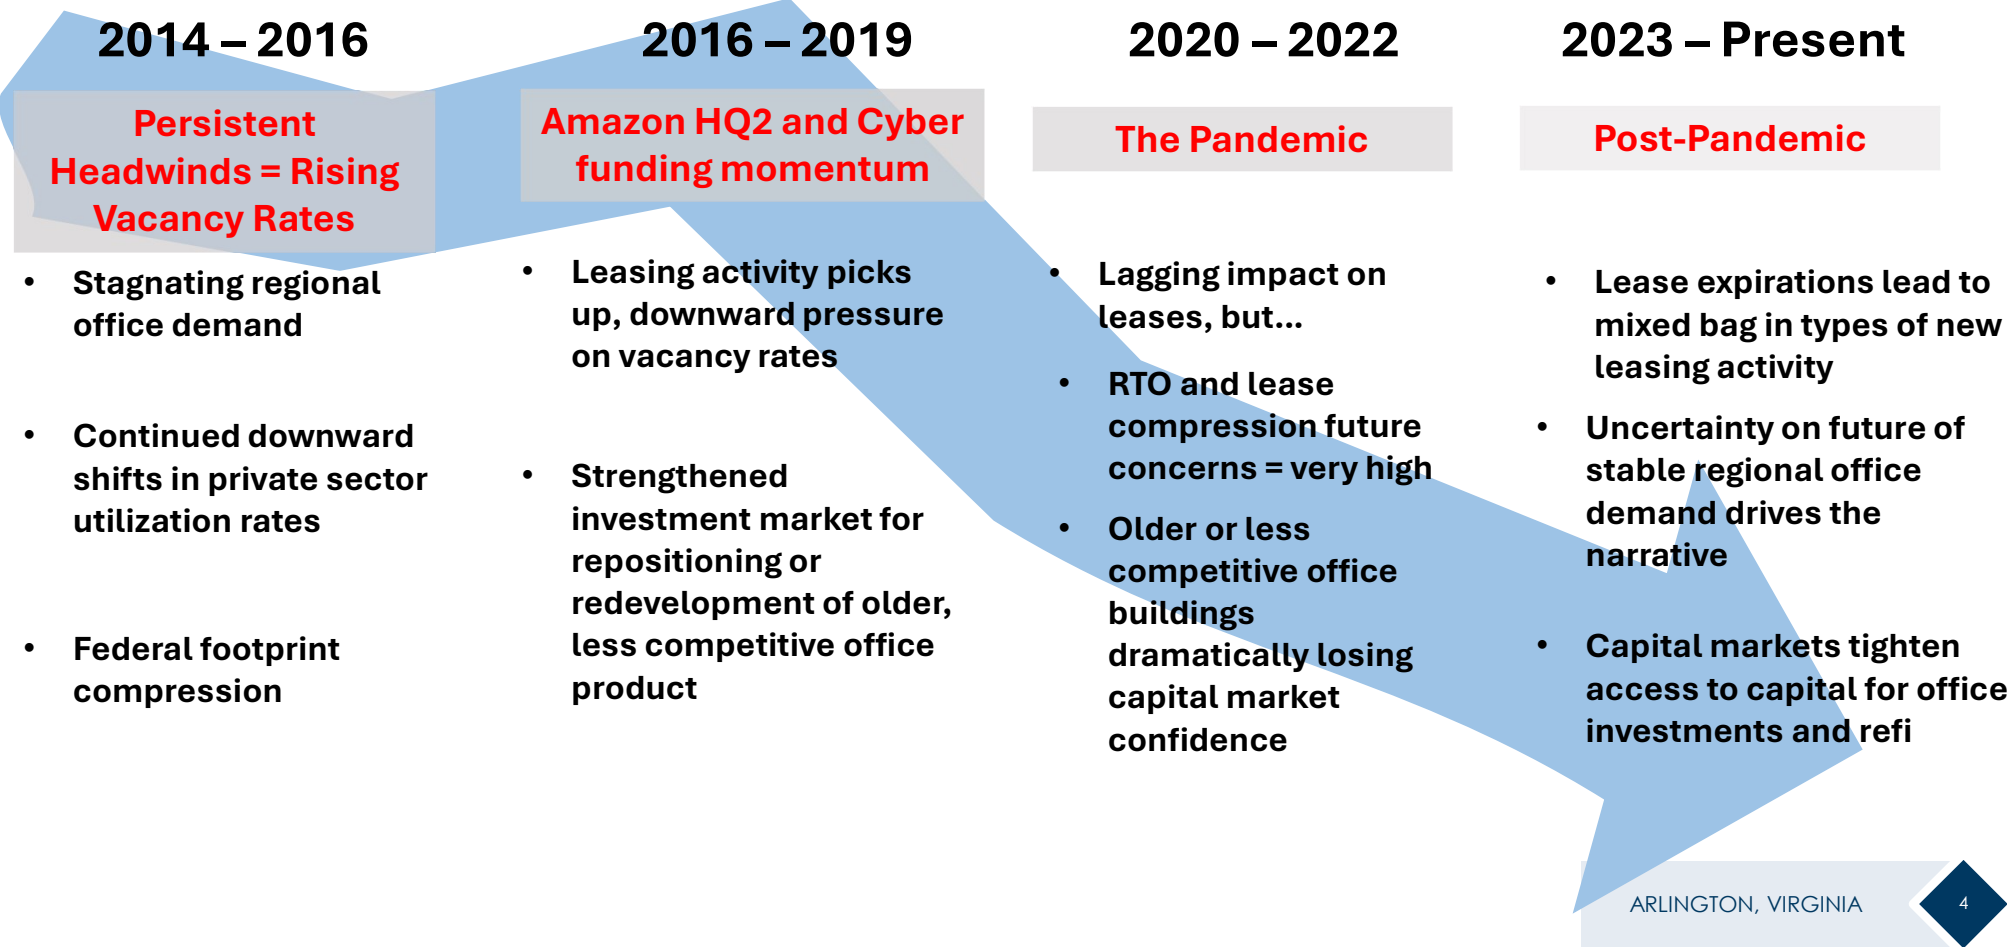 2014 – 2016
Persistent
Headwinds = Rising
Vacancy Rates
• Stagnating regional
office demand
• Continued downward
shifts in private sector
utilization rates
• Federal footprint
compression
2016 – 2019
Amazon HQ2 and Cyber
funding momentum
• Leasing activity picks
up, downward pressure
on vacancy rates
• Strengthened
investment market for
repositioning or
redevelopment of older,
less competitive office
product
2020 – 2022
The Pandemic
• Lagging impact on
leases, but…
• RTO and lease
compression future
concerns = very high
• Older or less
competitive office
buildings
dramatically losing
capital market
confidence
2023 – Present
Post-Pandemic
• Lease expirations lead to
mixed bag in types of new
leasing activity
• Uncertainty on future of
stable regional office
demand drives the
narrative
• Capital markets tighten
access to capital for office
investments and refi
ARLINGTON, VIRGINIA
4